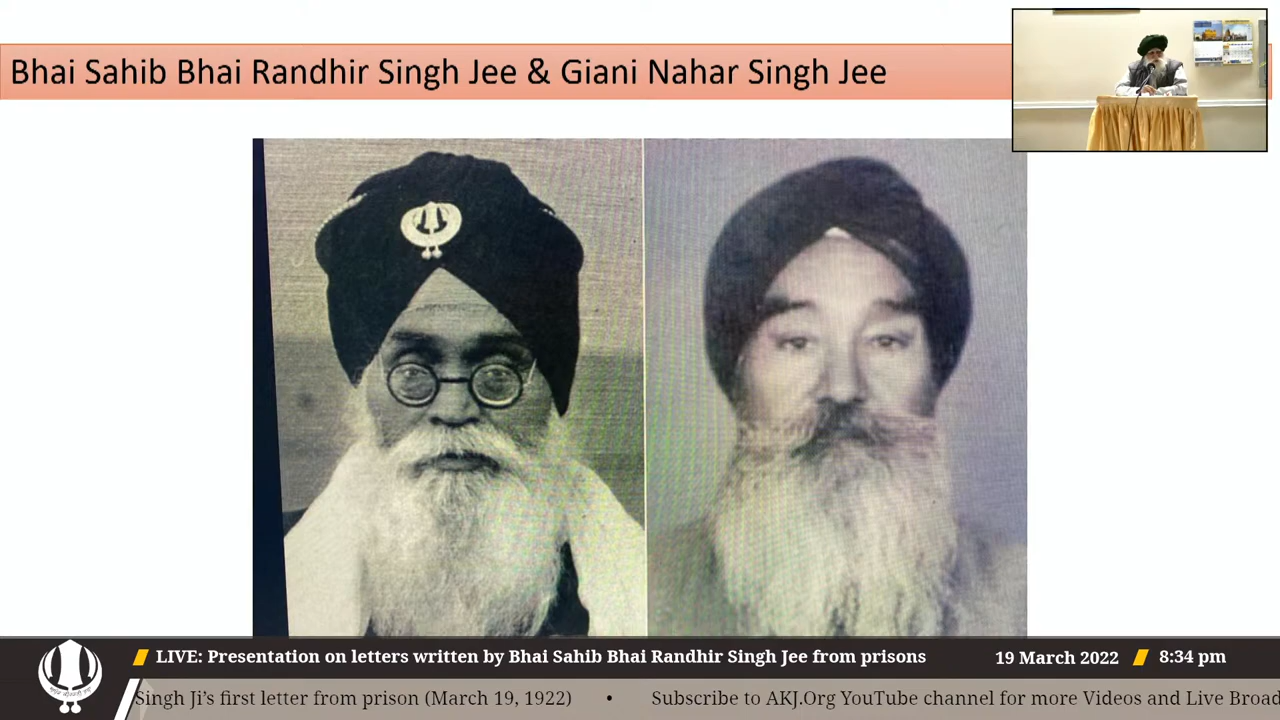 Bhai Sahib Bhai Randhir Singh Jee & Giani Nahar Singh Jee
LIVE: Presentation on letters written by Bhai Sahib Bhai Randhir Singh Jee from prisons
19 March 2022
8:34 pm
Singh Ji's first letter from prison (March 19, 1922) • Subscribe to AKJ.Org YouTube channel for more Videos and Live Broad